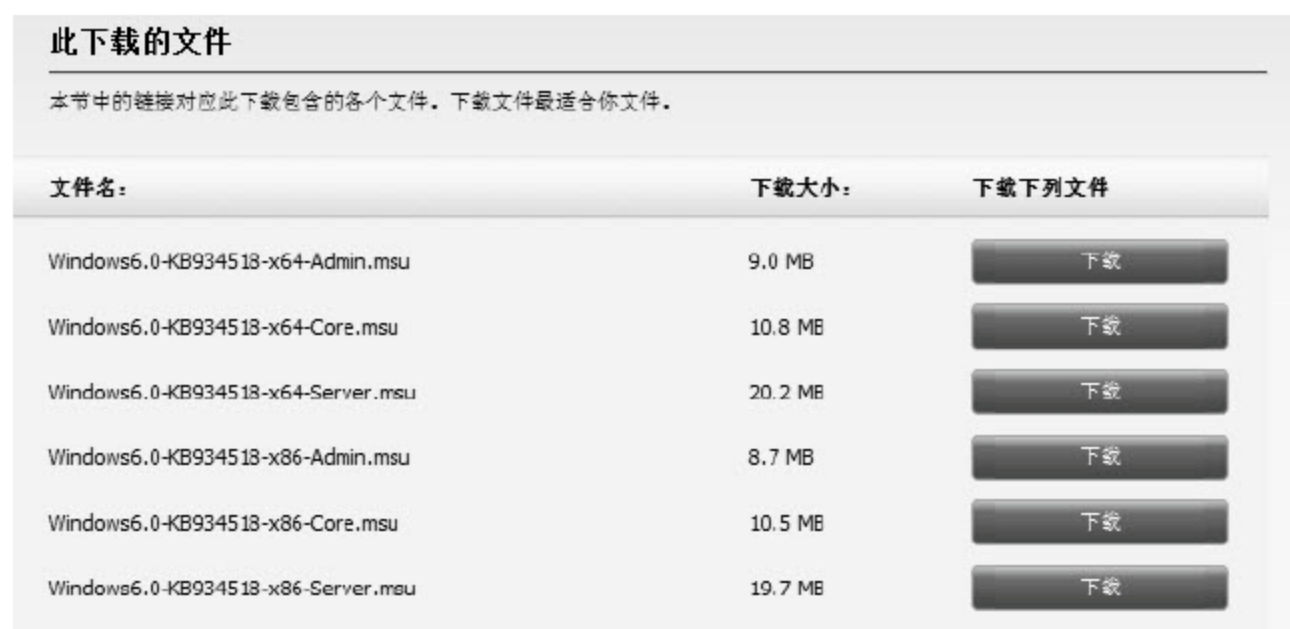 此下载的文件
本节中的链接对应此下载包含的各个文件。下载文件最适合你文件。
文件名: 下载大小: 下载下列文件
Windows6.0-KB934518-x64-Admin.msu 9.0 MB 下载
Windows6.0-KB934518-x64-Core.msu 10.8 MB 下载
Windows6.0-KB934518-x64-Server.msu 20.2 MB 下载
Windows6.0-KB934518-x86-Admin.msu 8.7 MB 下载
Windows6.0-KB934518-x86-Core.msu 10.5 MB 下载
Windows6.0-KB934518-x86-Server.msu 19.7 MB 下载